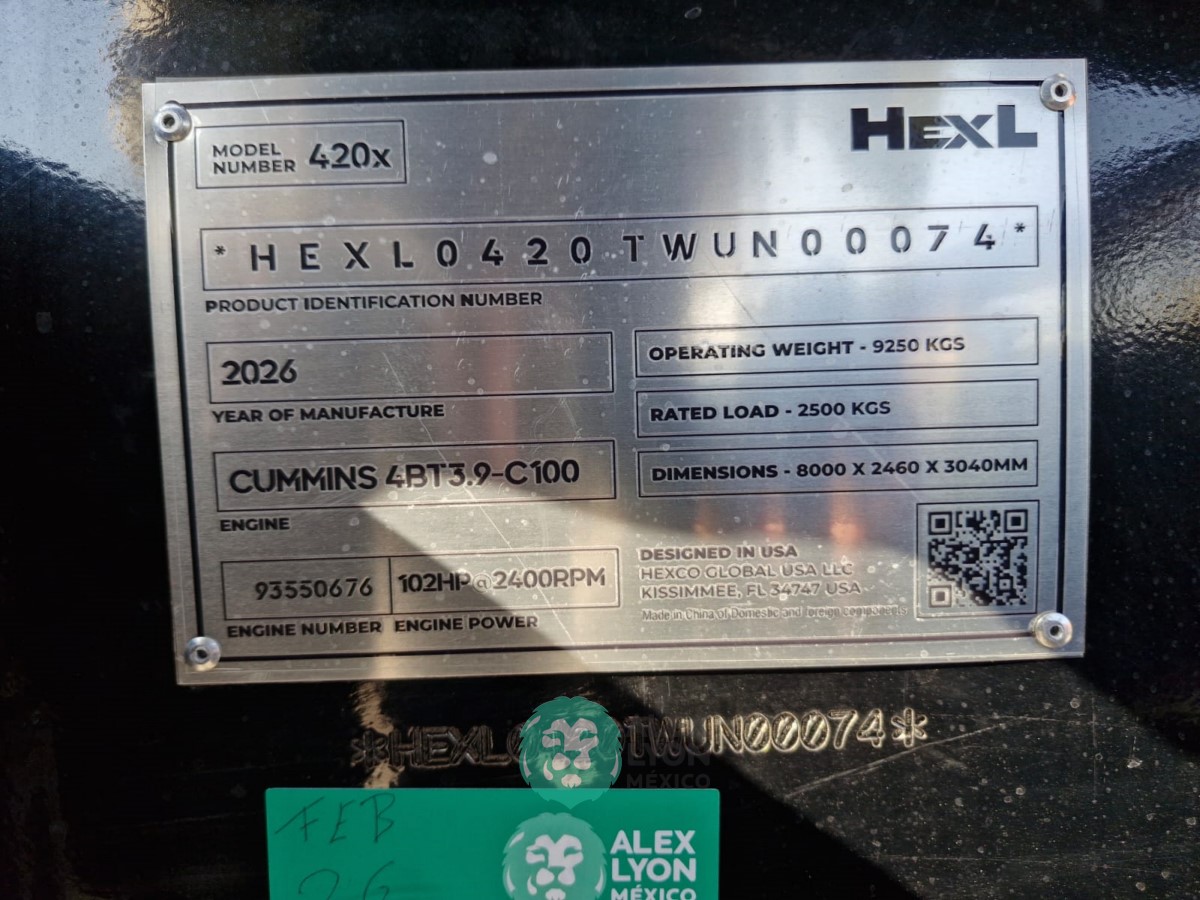 MODEL NUMBER 420x
HEXL
*HEXL0420TWUN00074*
PRODUCT IDENTIFICATION NUMBER
2026
YEAR OF MANUFACTURE
CUMMINS 4BT3.9-C100
ENGINE
93550676
102HP@2400RPM
ENGINE NUMBER
ENGINE POWER
OPERATING WEIGHT - 9250 KGS
RATED LOAD - 2500 KGS
DIMENSIONS - 8000 X 2460 X 3040MM
DESIGNED IN USA
HEXCO GLOBAL USA LLC
KISSIMMEE, FL 34747 USA
Made in China of Domestic and foreign components
TWUN00074*
LYON
MÉXICO
FEB
26
ALEX
LYON
MÉXICO